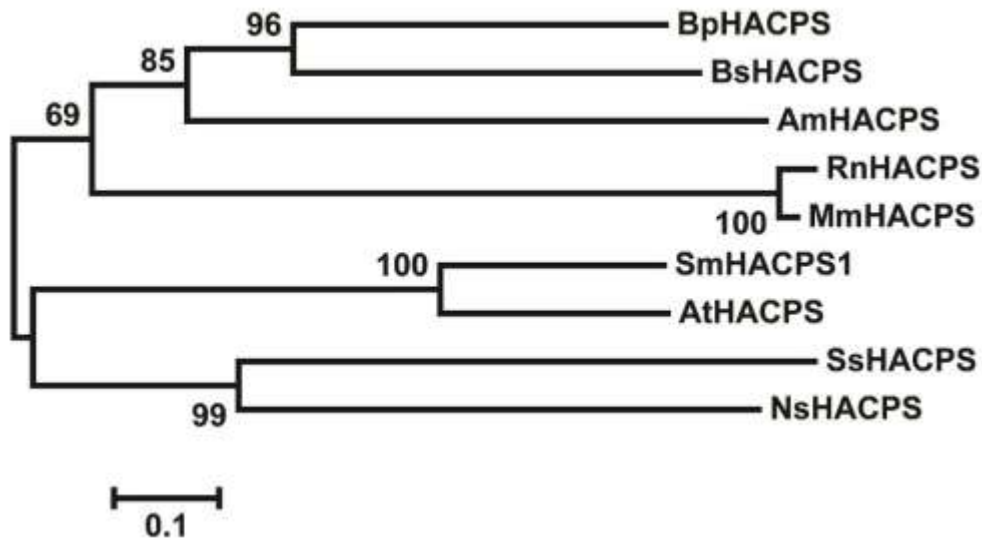 96
BpHACPS
85
BsHACPS
69
AmHACPS
RnHACPS
100
MmHACPS
100
SmHACPS1
AtHACPS
SsHACPS
99
NsHACPS
0.1